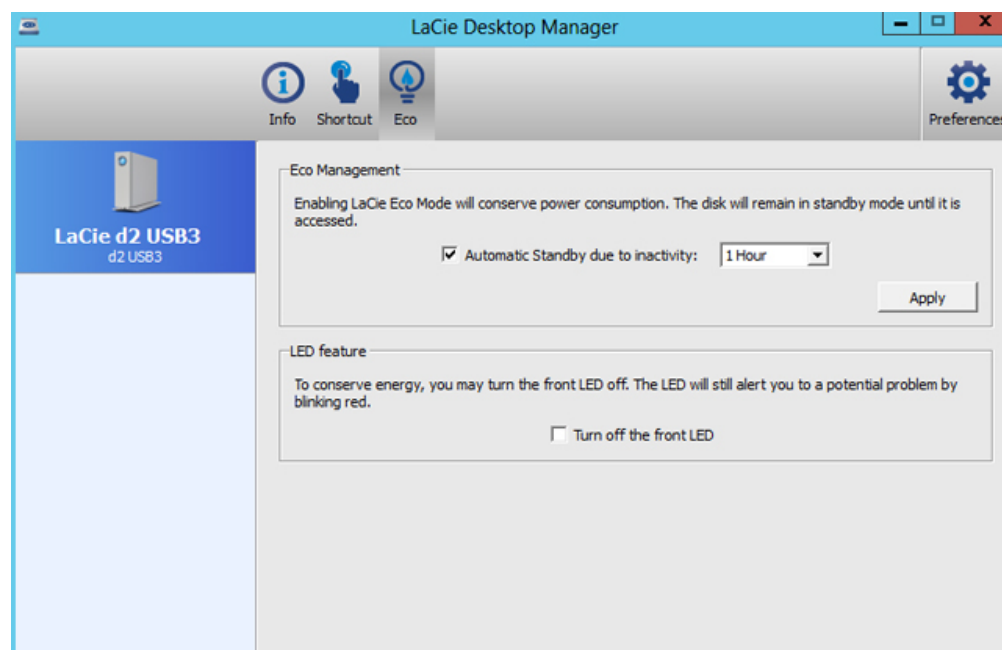 LaCie Desktop Manager
Info Shortcut Eco Preferences
LaCie d2 USB3
d2 USB3
Eco Management
Enabling LaCie Eco Mode will conserve power consumption. The disk will remain in standby mode until it is
accessed.
Automatic Standby due to inactivity: 1 Hour
Apply
LED feature
To conserve energy, you may turn the front LED off. The LED will still alert you to a potential problem by
blinking red.
Turn off the front LED